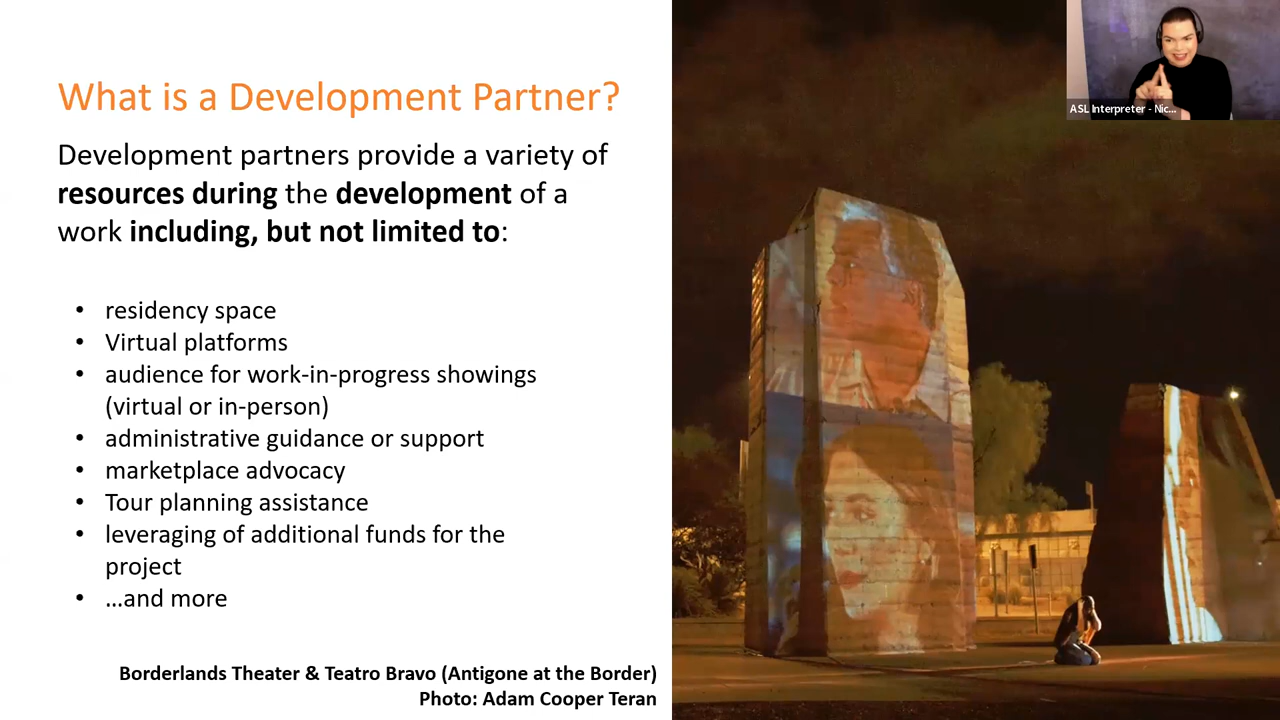 What is a Development Partner?
Development partners provide a variety of
resources during the development of a
work including, but not limited to:
• residency space
• Virtual platforms
• audience for work-in-progress showings
(virtual or in-person)
• administrative guidance or support
• marketplace advocacy
• Tour planning assistance
• leveraging of additional funds for the
project
• …and more
Borderlands Theater & Teatro Bravo (Antigone at the Border)
Photo: Adam Cooper Teran
ASL Interpreter - Nic...